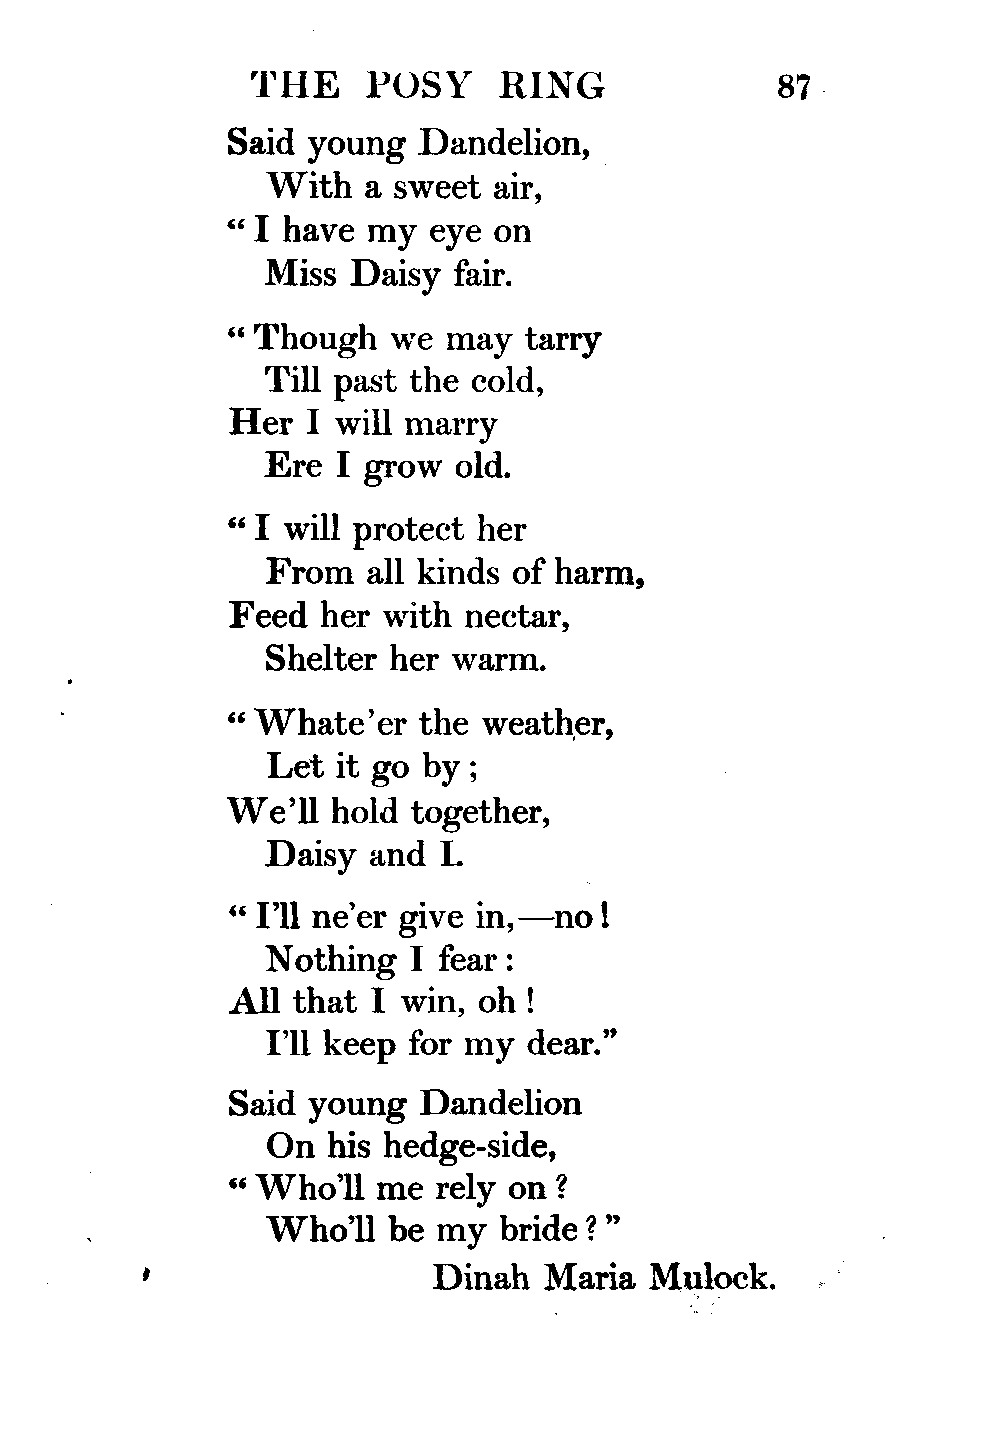 THE POSY RING 87
Said young Dandelion,
With a sweet air,
“ I have my eye on
Miss Daisy fair.
“ Though we may tarry
Till past the cold,
Her I will marry
Ere I grow old.
“ I will protect her
From all kinds of harm,
Feed her with nectar,
Shelter her warm.
“ Whate’er the weather,
Let it go by ;
We’ll hold together,
Daisy and I.
“ I’ll ne’er give in,—no !
Nothing I fear :
All that I win, oh !
I’ll keep for my dear.”
Said young Dandelion
On his hedge-side,
“ Who’ll me rely on ?
Who’ll be my bride ? ”
Dinah Maria Mulock.